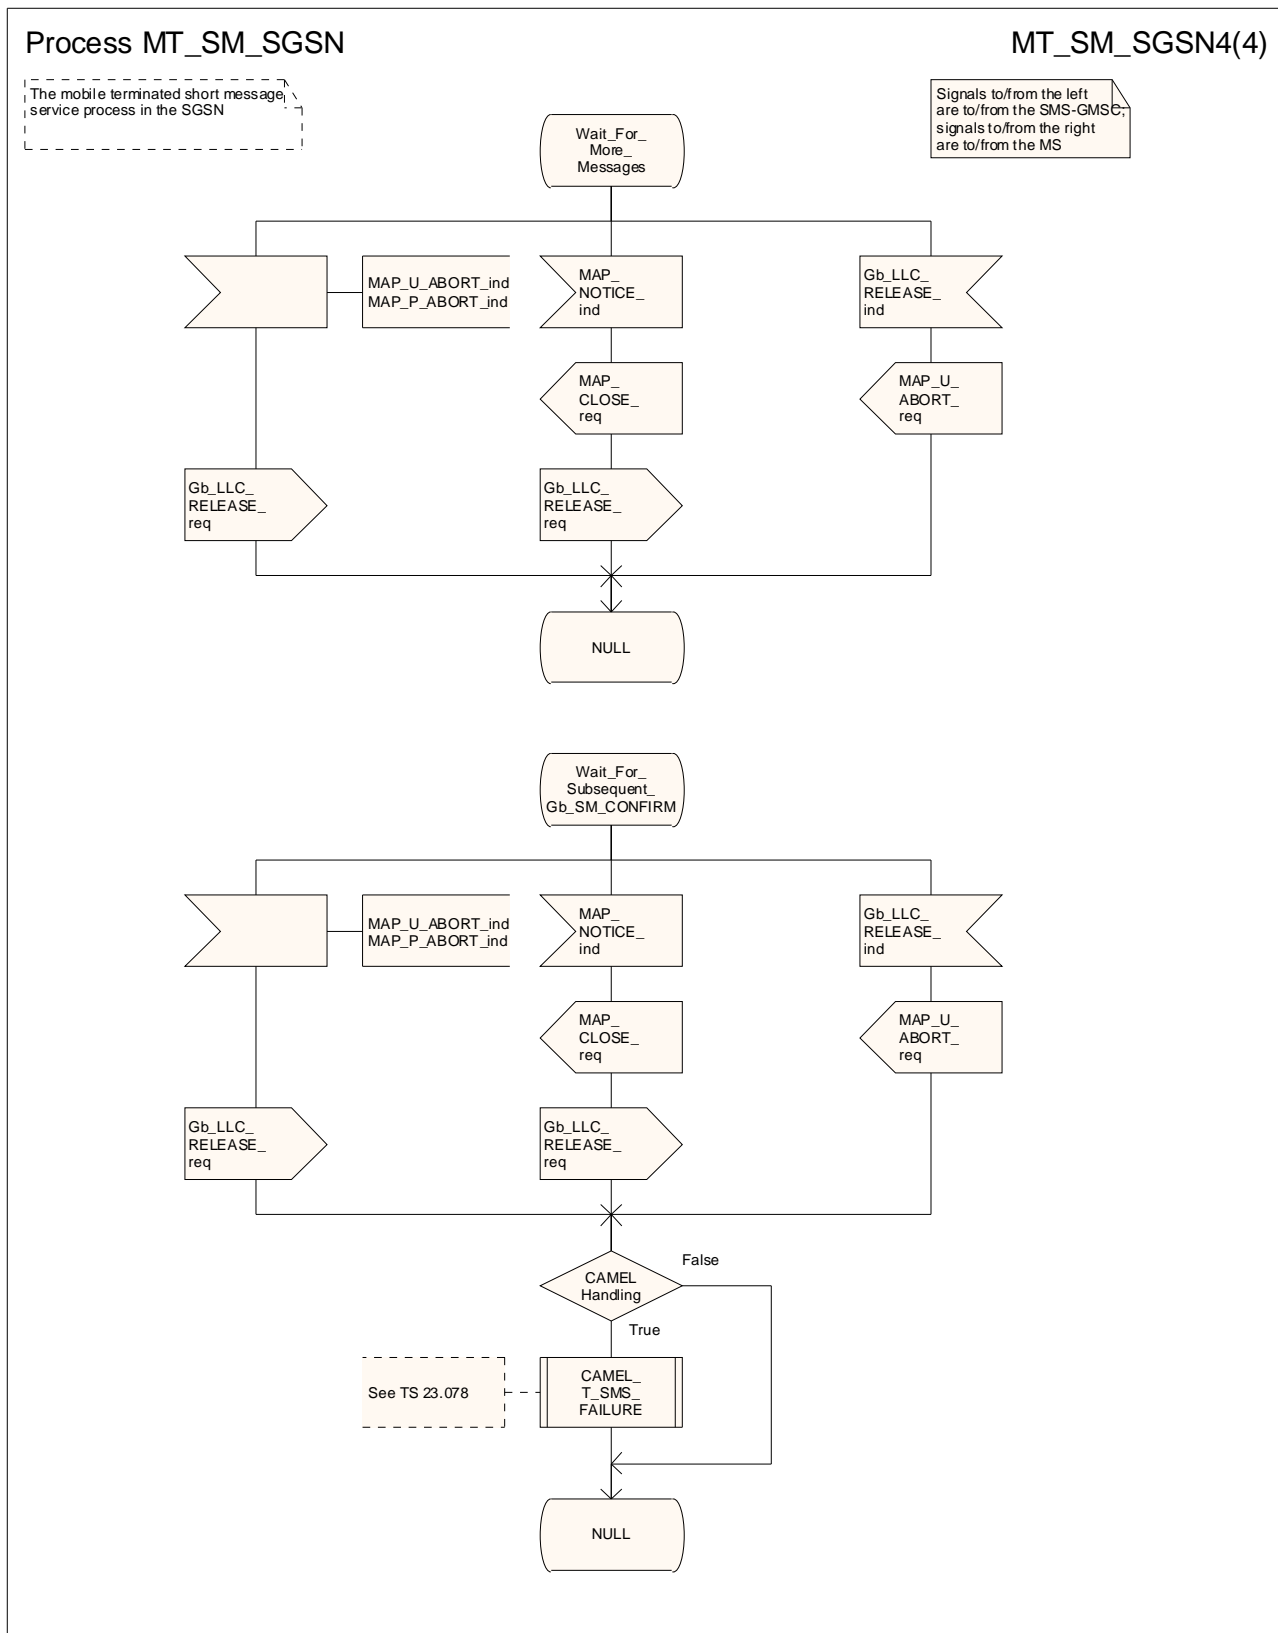 Process MT_SM_SGSN
MT_SM_SGSN4(4)
The mobile terminated short message
service process in the SGSN
Signals to/from the left
are to/from the SMS-GMSC;
signals to/from the right
are to/from the MS
Wait_For_
More_
Messages
MAP_U_ABORT_ind
MAP_P_ABORT_ind
MAP_
NOTICE_
ind
Gb_LLC_
RELEASE_
ind
MAP_
CLOSE_
req
MAP_U_
ABORT_
req
Gb_LLC_
RELEASE_
req
Gb_LLC_
RELEASE_
req
NULL
Wait_For_
Subsequent_
Gb_SM_CONFIRM
MAP_U_ABORT_ind
MAP_P_ABORT_ind
MAP_
NOTICE_
ind
Gb_LLC_
RELEASE_
ind
MAP_
CLOSE_
req
MAP_U_
ABORT_
req
Gb_LLC_
RELEASE_
req
Gb_LLC_
RELEASE_
req
False
CAMEL
Handling
True
See TS 23.078
CAMEL_
T_SMS_
FAILURE
NULL